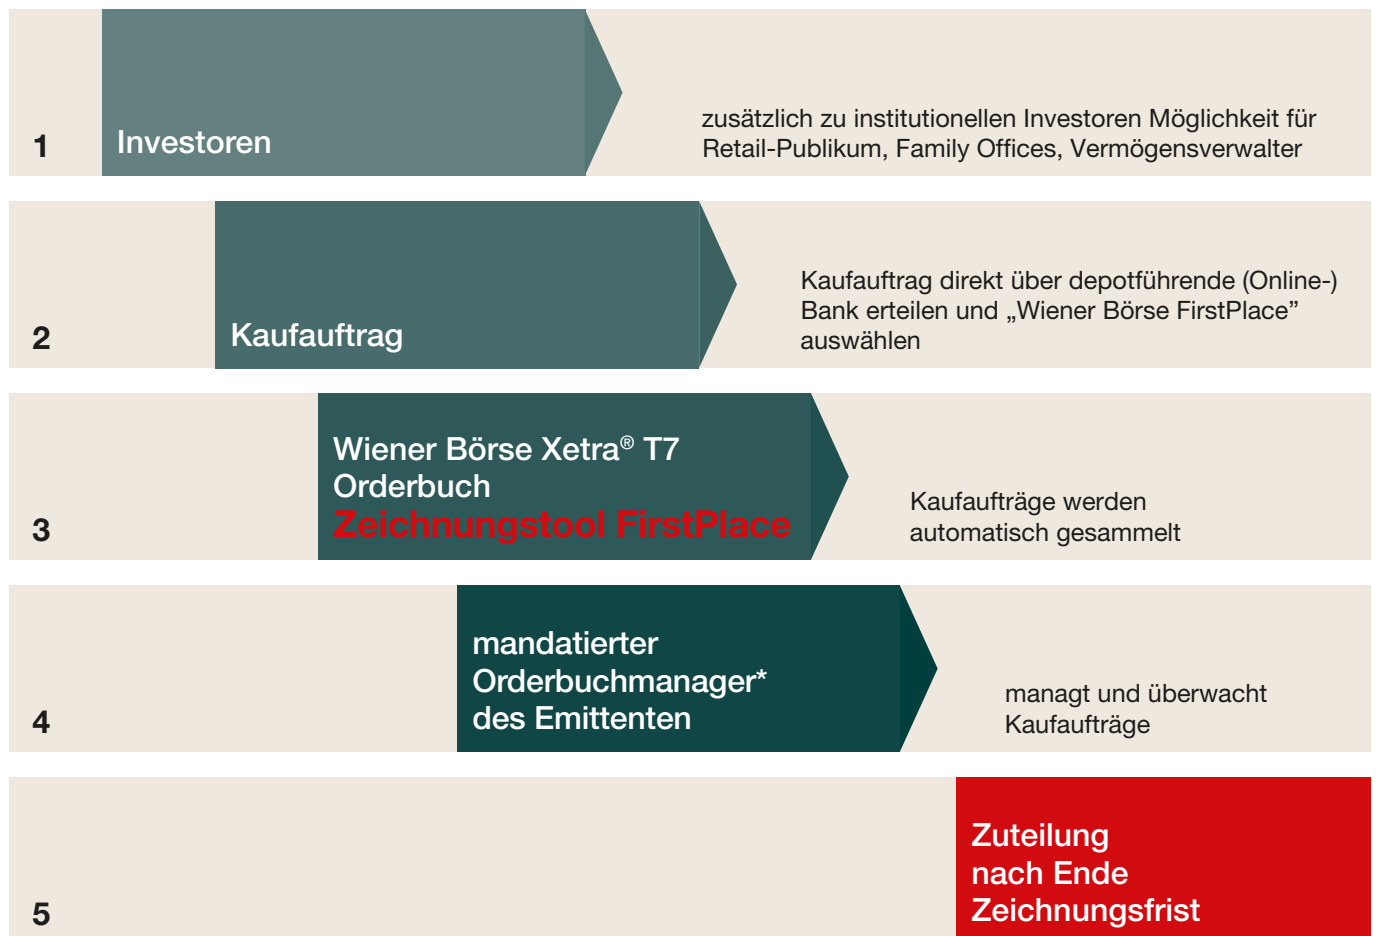 1
Investoren
zusätzlich zu institutionellen Investoren Möglichkeit für
Retail-Publikum, Family Offices, Vermögensverwalter
2
Kaufauftrag
Kaufauftrag direkt über depotführende (Online-)
Bank erteilen und „Wiener Börse FirstPlace”
auswählen
3
Wiener Börse Xetra® T7
Orderbuch
Zeichnungstool FirstPlace
Kaufaufträge werden
automatisch gesammelt
4
mandatierter
Orderbuchmanager*
des Emittenten
managt und überwacht
Kaufaufträge
5
Zuteilung
nach Ende
Zeichnungsfrist